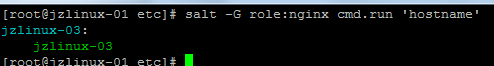 [root@jzlinux-01 etc]# salt -G role:nginx cmd.run 'hostname'
jzlinux-03:
    jzlinux-03
[root@jzlinux-01 etc]#